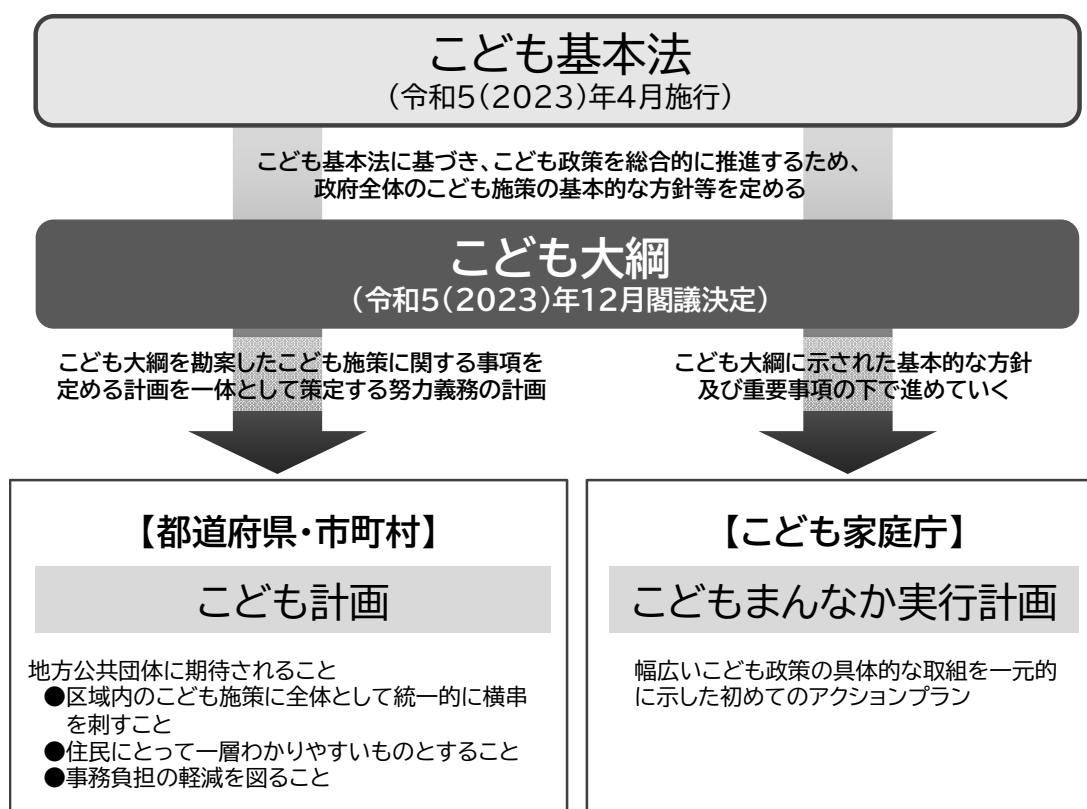 こども基本法
（令和5（2023）年4月施行）
こども基本法に基づき、こども政策を総合的に推進するため、
政府全体のこども施策の基本的な方針等を定める
こども大綱
（令和5（2023）年12月閣議決定）
こども大綱を勘案したこども施策に関する事項を
定める計画を一体として策定する努力義務の計画
こども大綱に示された基本的な方針
及び重要事項の下で進めていく
【都道府県・市町村】
こども計画
地方公共団体に期待されること
●区域内のこども施策に全体として統一的に横串
を刺すこと
●住民にとって一層わかりやすいものとすること
●事務負担の軽減を図ること
【こども家庭庁】
こどもまんなか実行計画
幅広いこども政策の具体的な取組を一元的
に示した初めてのアクションプラン